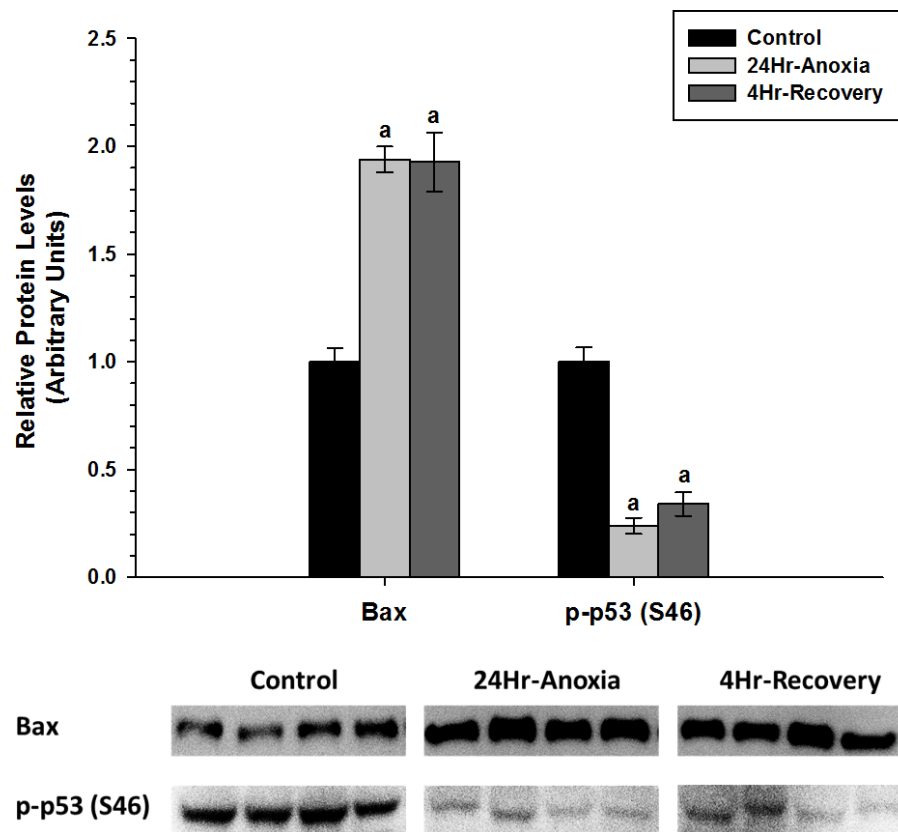 Control
24Hr-Anoxia
4Hr-Recovery
2.5
2.0
1.5
1.0
0.5
0.0
Relative Protein Levels
(Arbitrary Units)
a
a
a
a
Bax
p-p53 (S46)
Control
24Hr-Anoxia
4Hr-Recovery
Bax
p-p53 (S46)